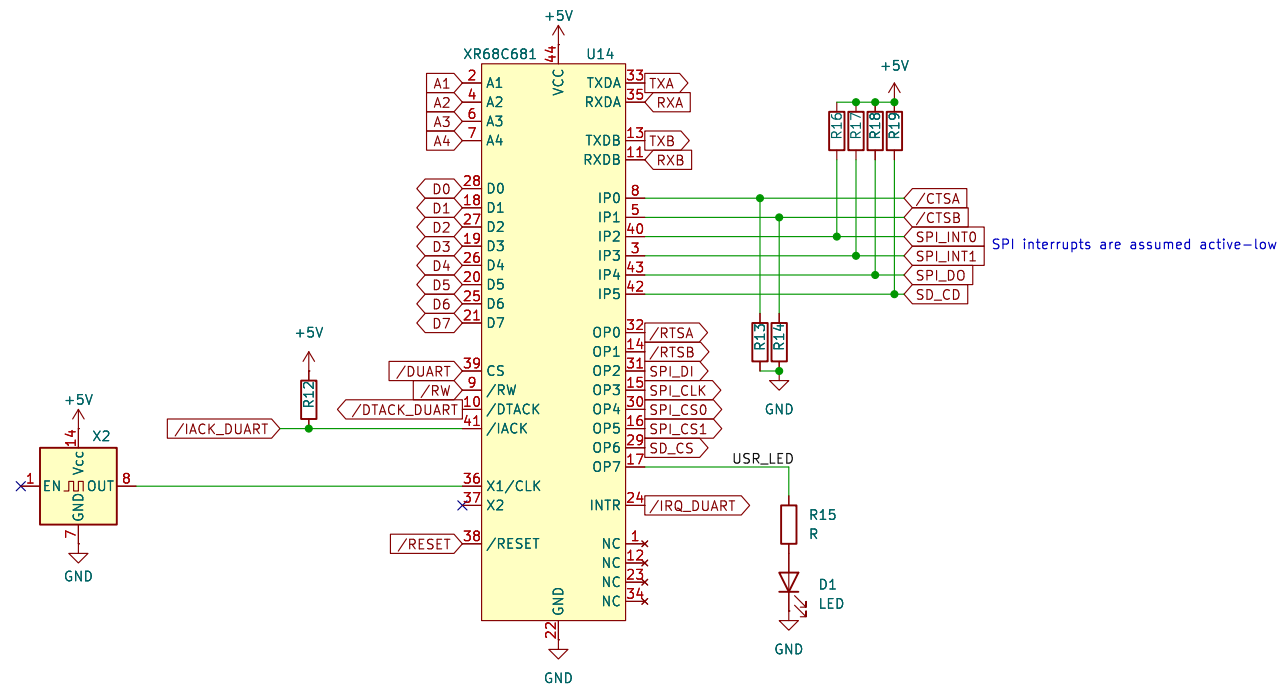 +5V
XR68C681 U14
44
VCC
A1 2 A1
A2 4 A2
A3 6 A3
A4 7 A4
D0 28 D0
D1 18 D1
D2 27 D2
D3 19 D3
D4 26 D4
D5 20 D5
D6 25 D6
D7 21 D7
/DUART 39 CS
/RW 9 /RW
/DTACK_DUART 10 /DTACK
/IACK_DUART 41 /IACK
36 X1/CLK
37 X2
/RESET 38 /RESET
TXDA 33 TXA
RXDA 35 RXA
TXDB 13 TXB
RXDB 11 RXB
IP0 8 /CTSA
IP1 5 /CTSB
IP2 40 SPI_INT0
IP3 3 SPI_INT1
IP4 43 SPI_DO
IP5 42 SD_CD
OP0 32 /RTSA
OP1 14 /RTSB
OP2 31 SPI_DI
OP3 15 SPI_CLK
OP4 30 SPI_CS0
OP5 16 SPI_CS1
OP6 29 SD_CS
OP7 17 USR_LED
INTR 24 /IRQ_DUART
NC 1
NC 12
NC 23
NC 34
GND
22
GND
+5V
R16 R17 R18 R19
SPI interrupts are assumed active-low
R13 R14
GND
R15
R
D1
LED
GND
+5V
R12
+5V
14 X2
Vcc
1 EN OUT 8
GND
7
GND